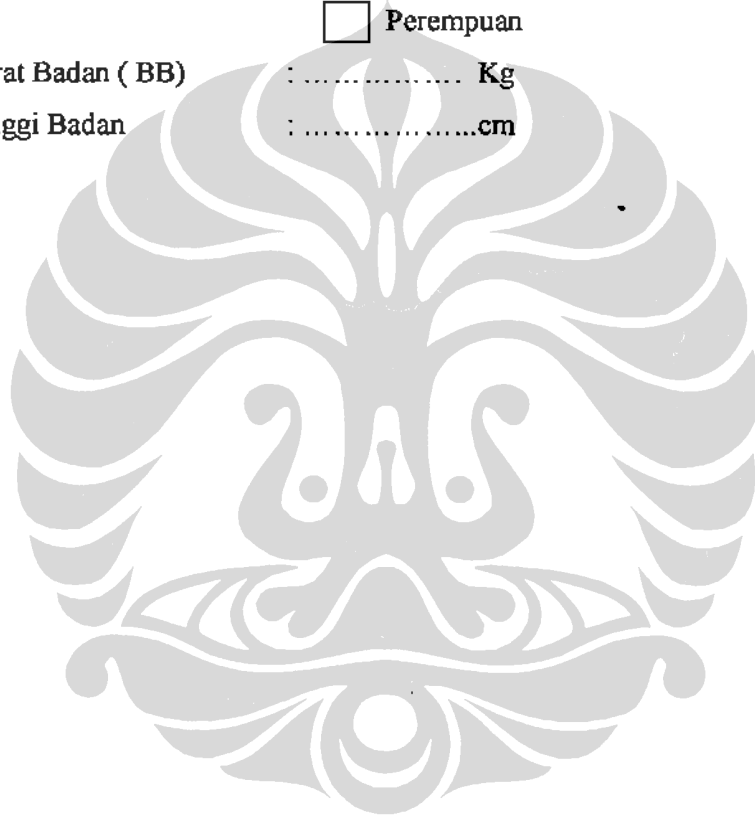 ☐ Perempuan
rat Badan ( BB) : ................ Kg
ggi Badan : ..................cm